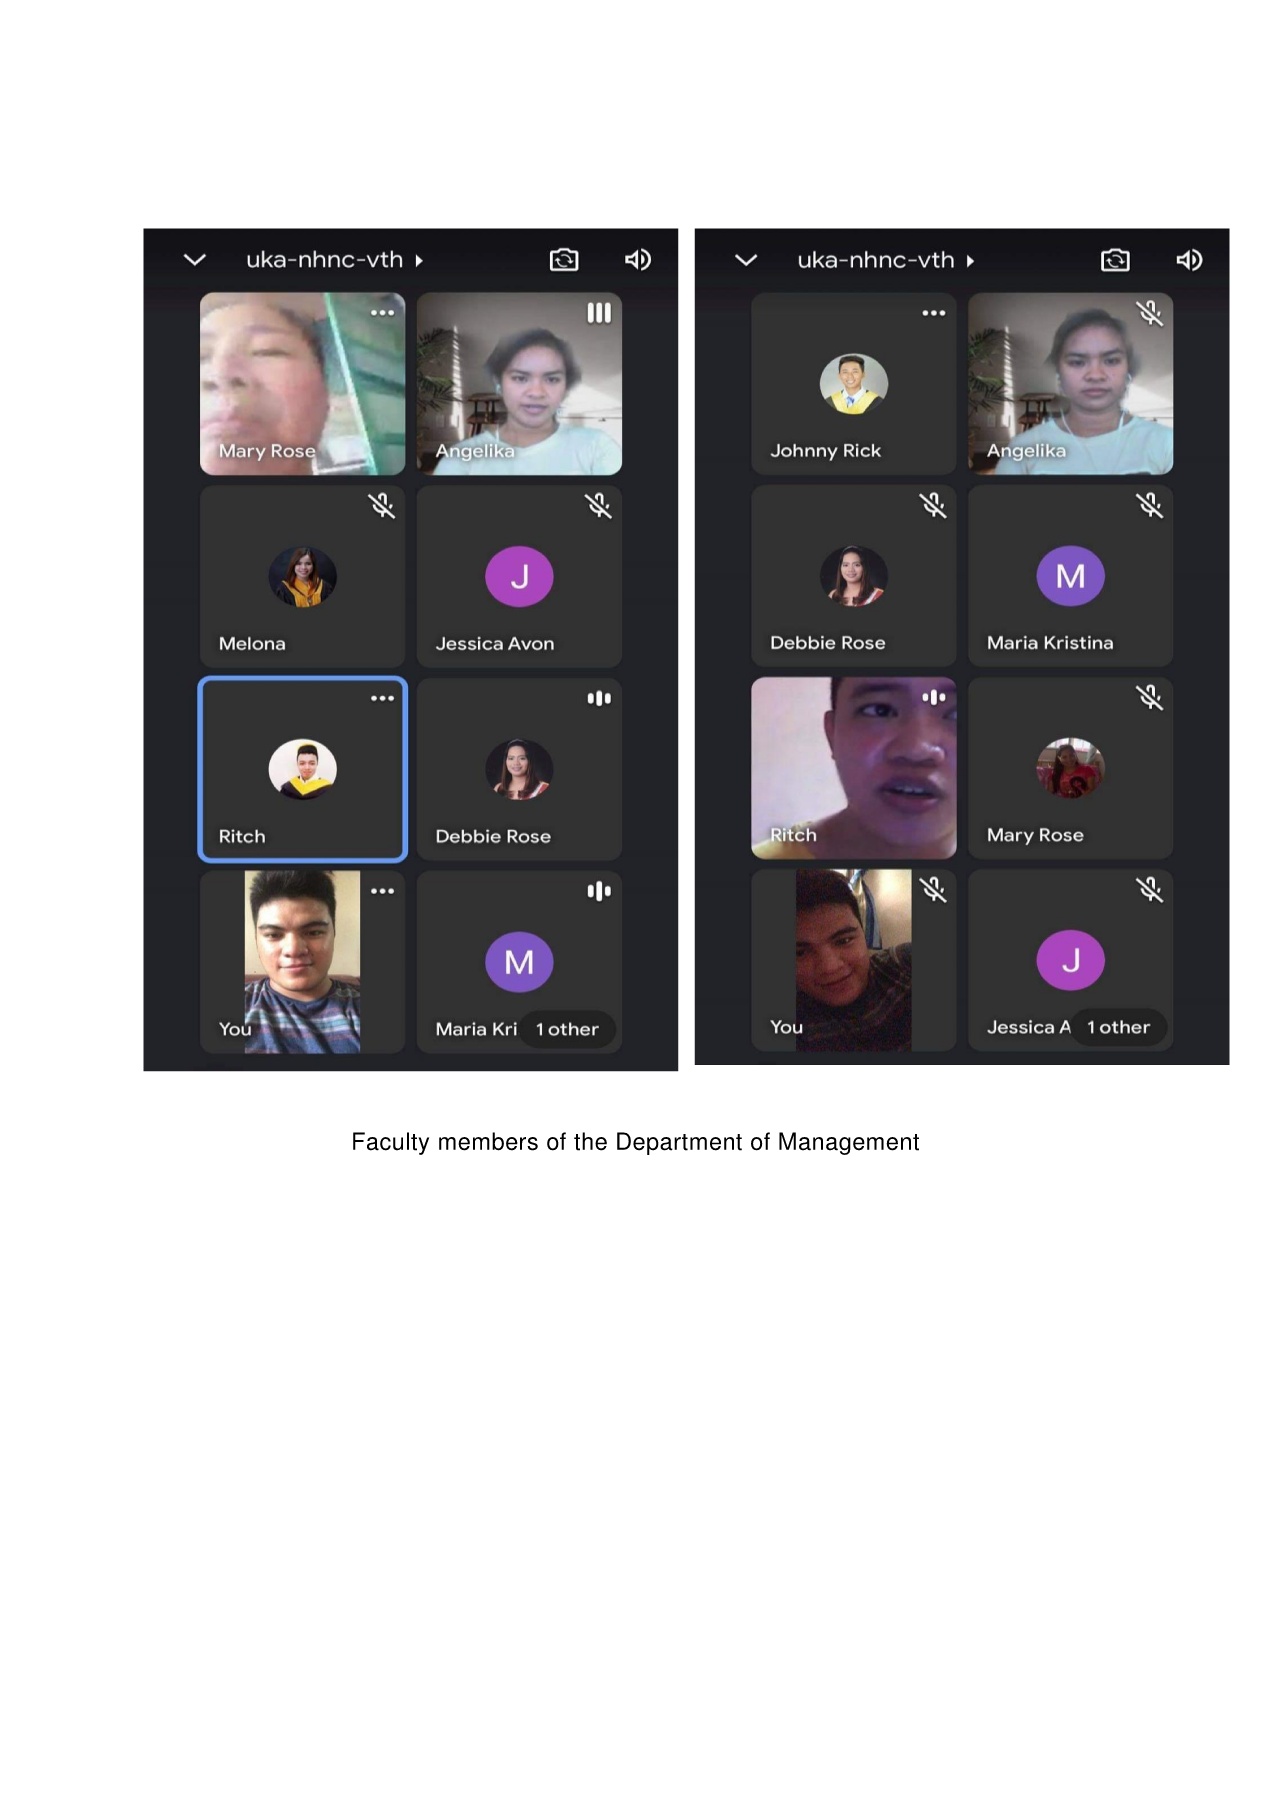 uka-nhnc-vth
Mary Rose
Angelika
Melona
J
Jessica Avon
Ritch
Debbie Rose
You
M
Maria Kri
1 other
uka-nhnc-vth
Johnny Rick
Angelika
Debbie Rose
M
Maria Kristina
Ritch
Mary Rose
You
J
Jessica A
1 other
Faculty members of the Department of Management